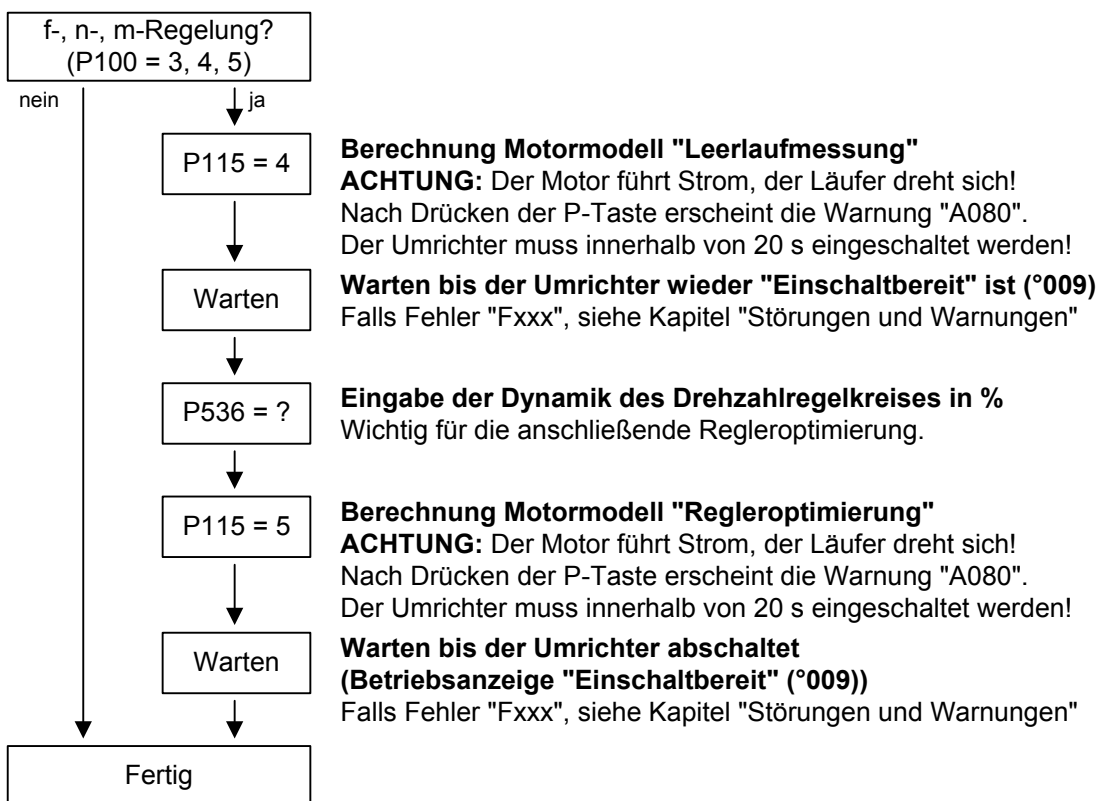 f-, n-, m-Regelung?
(P100 = 3, 4, 5)
nein
ja
P115 = 4
Berechnung Motormodell "Leerlaufmessung"
ACHTUNG: Der Motor führt Strom, der Läufer dreht sich!
Nach Drücken der P-Taste erscheint die Warnung "A080".
Der Umrichter muss innerhalb von 20 s eingeschaltet werden!
Warten
Warten bis der Umrichter wieder "Einschaltbereit" ist (°009)
Falls Fehler "Fxxx", siehe Kapitel "Störungen und Warnungen"
P536 = ?
Eingabe der Dynamik des Drehzahlregelkreises in %
Wichtig für die anschließende Regleroptimierung.
P115 = 5
Berechnung Motormodell "Regleroptimierung"
ACHTUNG: Der Motor führt Strom, der Läufer dreht sich!
Nach Drücken der P-Taste erscheint die Warnung "A080".
Der Umrichter muss innerhalb von 20 s eingeschaltet werden!
Warten
Warten bis der Umrichter abschaltet
(Betriebsanzeige "Einschaltbereit" (°009))
Falls Fehler "Fxxx", siehe Kapitel "Störungen und Warnungen"
Fertig